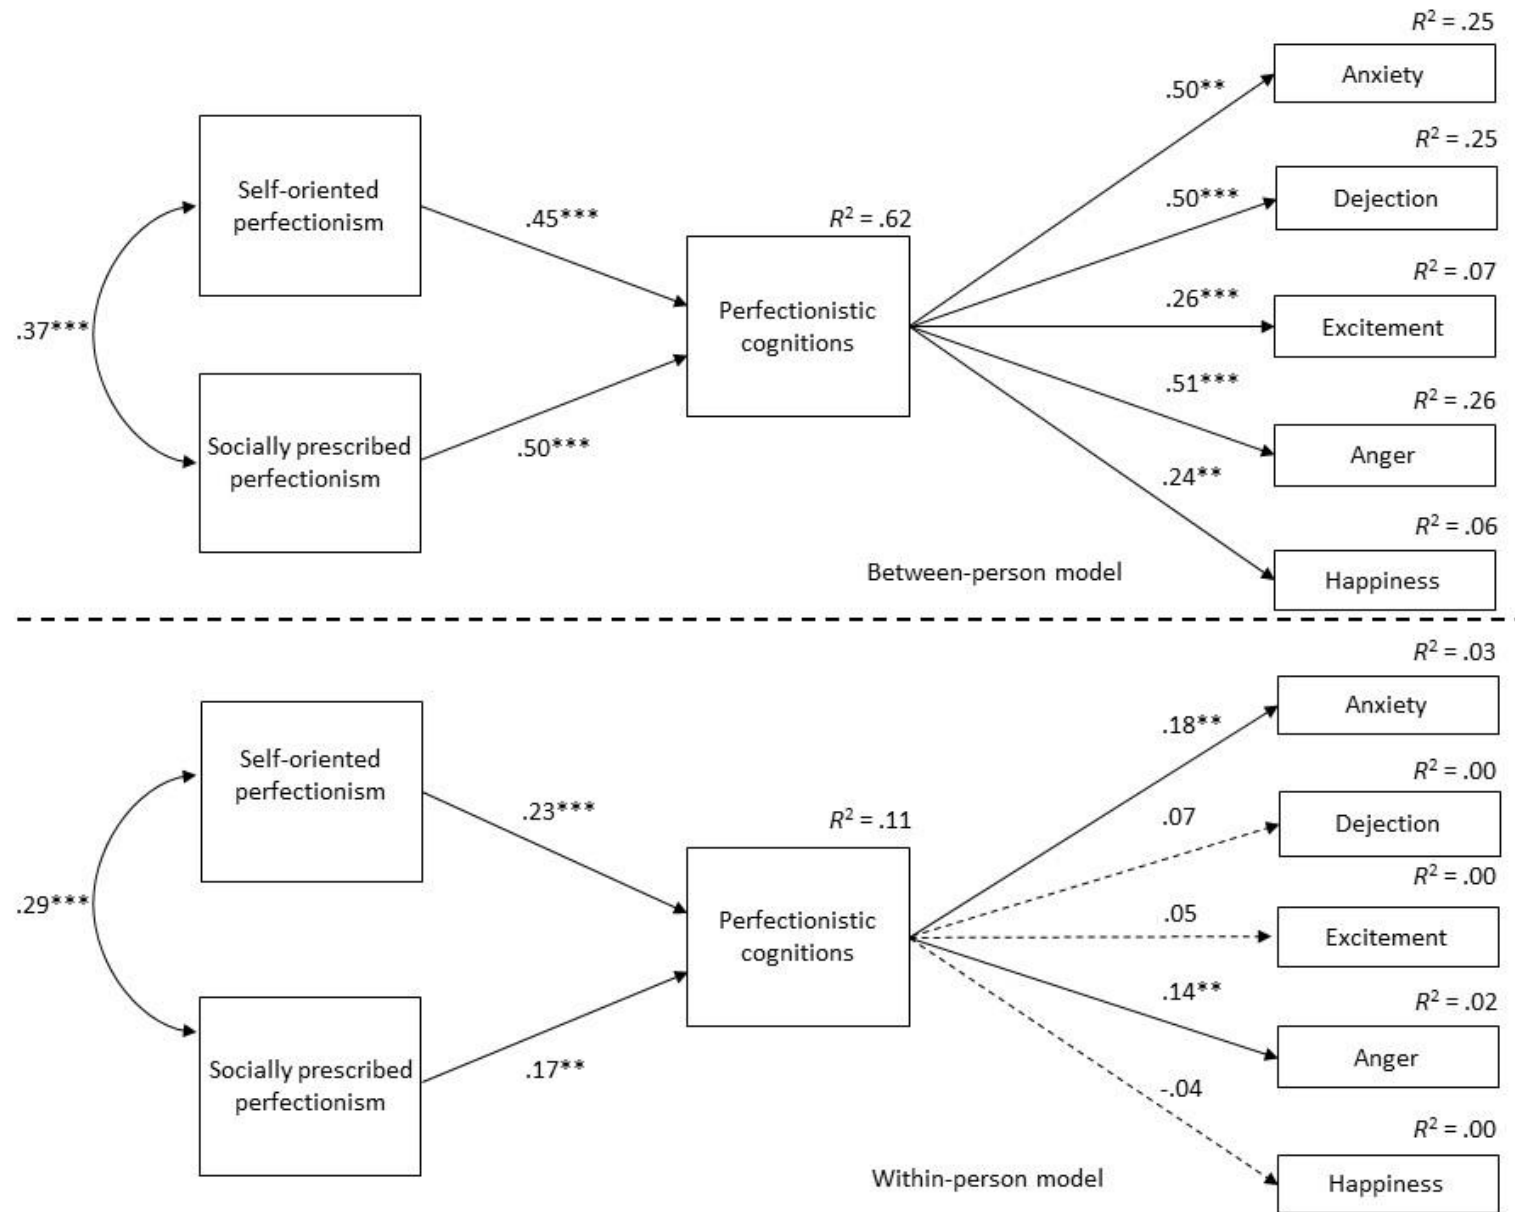 R² = .25
Anxiety
.50**
R² = .25
Self-oriented
perfectionism
.50***
Dejection
.45***
R² = .62
R² = .07
.26***
Perfectionistic
cognitions
Excitement
.37***
.51***
R² = .26
Socially prescribed
perfectionism
.50***
Anger
.24**
R² = .06
Between-person model
Happiness
R² = .03
Anxiety
.18**
Self-oriented
perfectionism
R² = .00
.23***
.07
R² = .11
Dejection
R² = .00
.29***
.05
Perfectionistic
cognitions
Excitement
.14**
R² = .02
Socially prescribed
perfectionism
.17**
Anger
-.04
R² = .00
Within-person model
Happiness